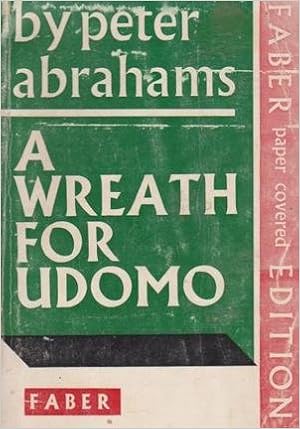 by peter
abrahams
A
WREATH
FOR
UDOMO
FABER
FABER paper covered EDITION